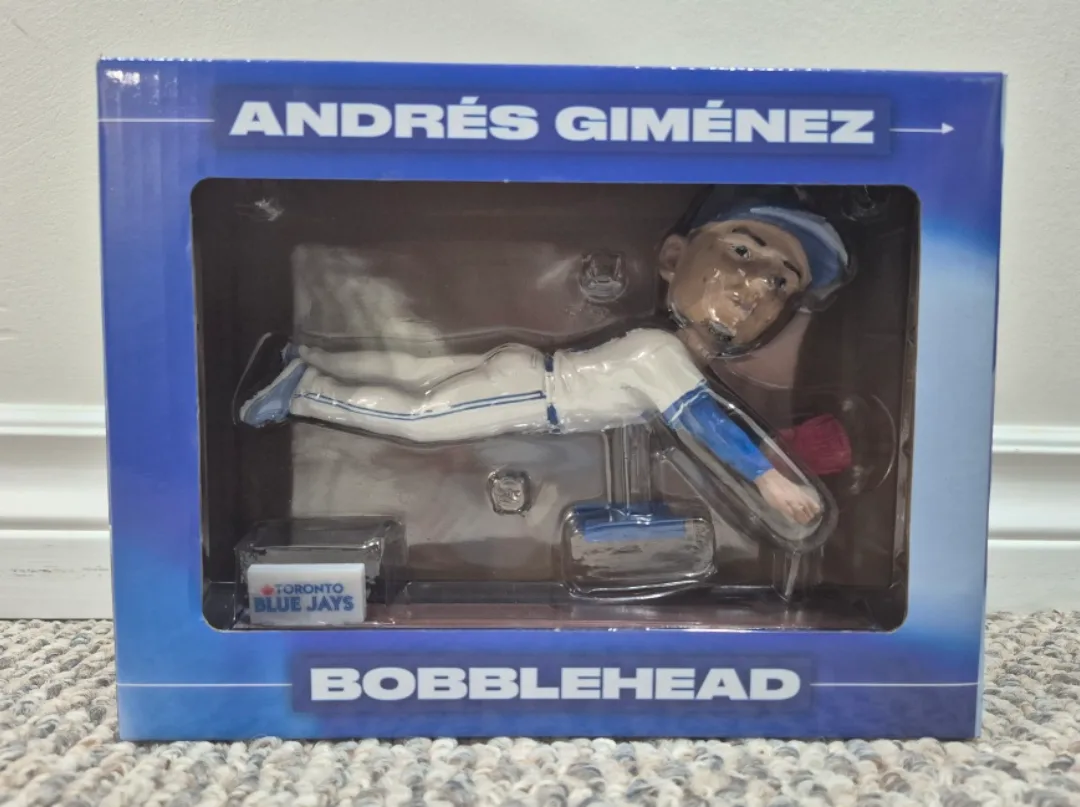 ANDRÉS GIMÉNEZ
TORONTO
BLUE JAYS
BOBBLEHEAD